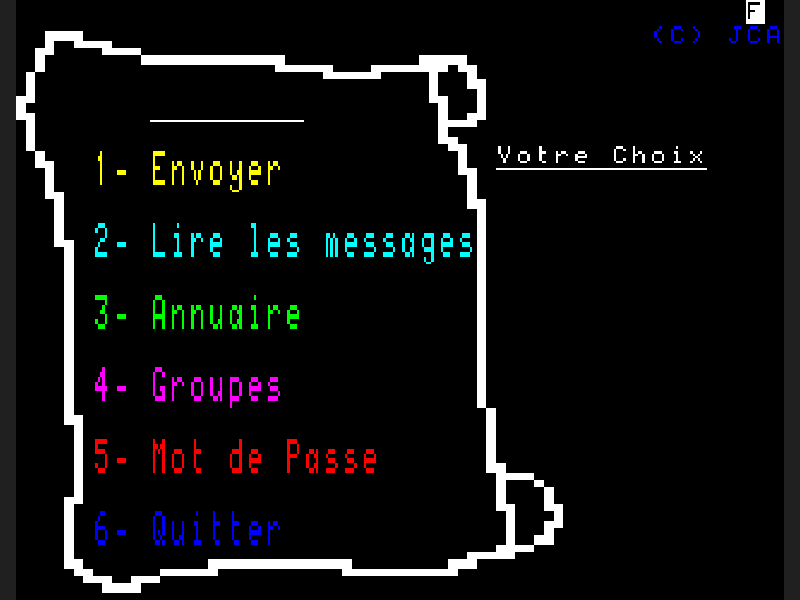 F
(C) JCA
Votre Choix
1- Envoyer
2- Lire les messages
3- Annuaire
4- Groupes
5- Mot de Passe
6- Quitter